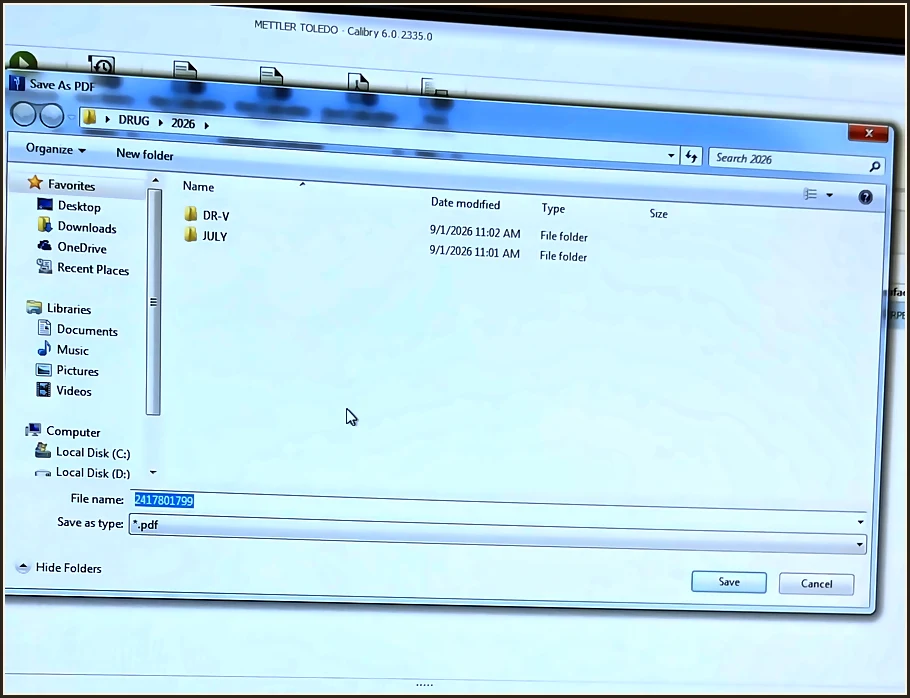 METTLER TOLEDO - Calibry 6.0.2335.0
Save As PDF
DRUG 2026
Search 2026
Organize New folder
Favorites
Desktop
Downloads
OneDrive
Recent Places
Libraries
Documents
Music
Pictures
Videos
Computer
Local Disk (C:)
Local Disk (D:)
Name Date modified Type Size
DR-V 9/1/2026 11:02 AM File folder
JULY 9/1/2026 11:01 AM File folder
File name: 2417801799
Save as type: *.pdf
Hide Folders
Save Cancel